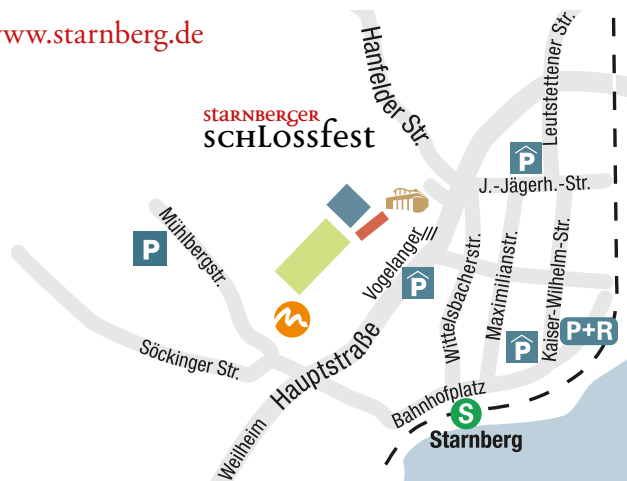 www.starnberg.de
starnberger
schlossfest
Hanfelder Str.
Leutstettener Str.
P
J.-Jägerh.-Str.
P
Mühlbergstr.
Vogelanger
P
Wittelsbacherstr.
Maximilianstr.
Kaiser-Wilhelm-Str.
P
P+R
Söckinger Str.
Hauptstraße
Weilheim
Bahnhofplatz
S
Starnberg